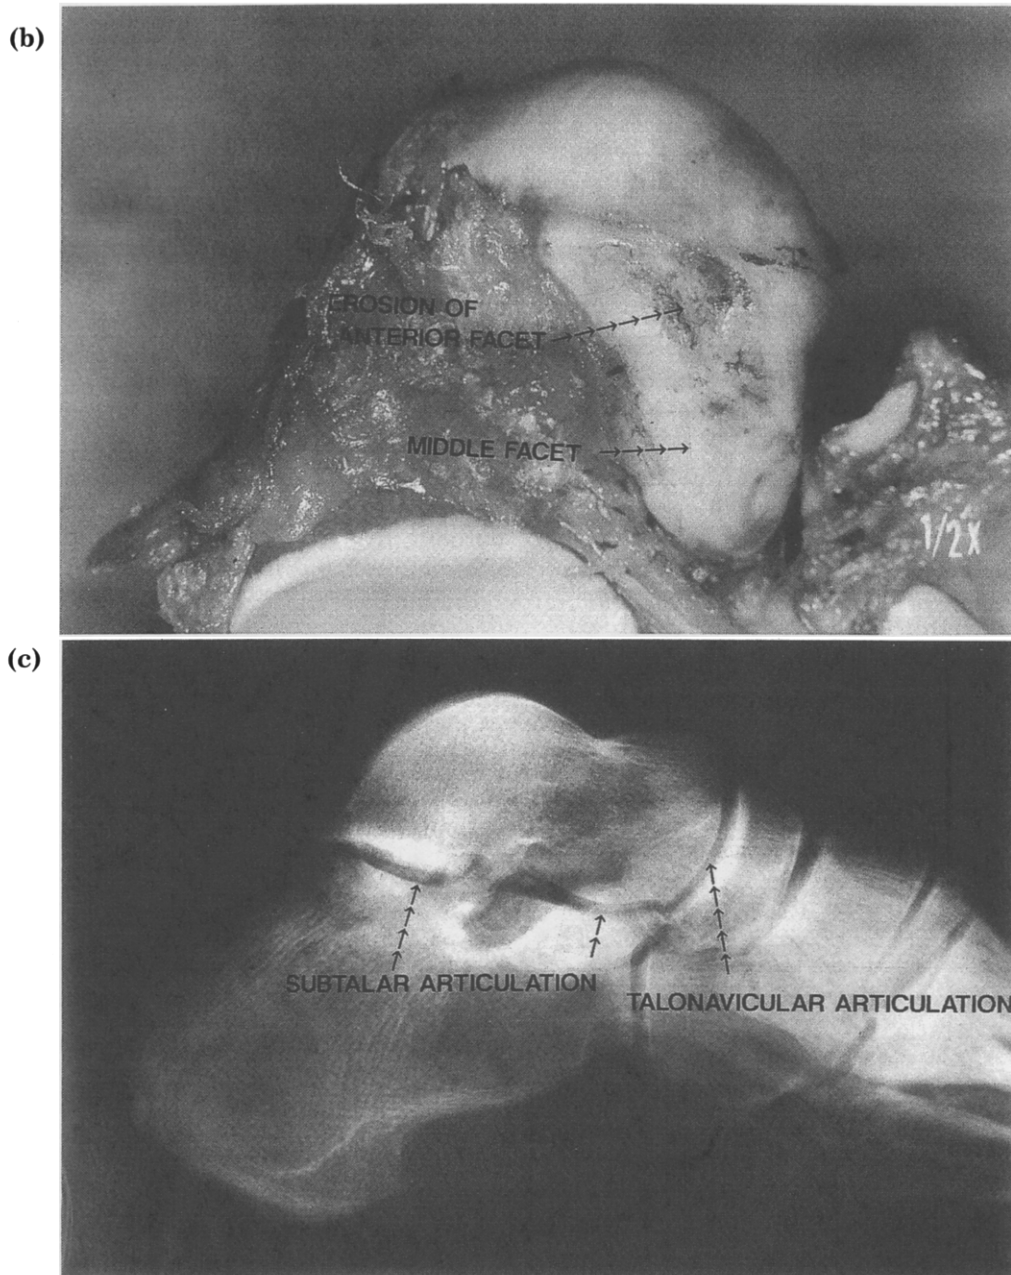 (b)
EROSION OF
ANTERIOR FACET
MIDDLE FACET
1/2X
(c)
SUBTALAR ARTICULATION
TALONAVICULAR ARTICULATION